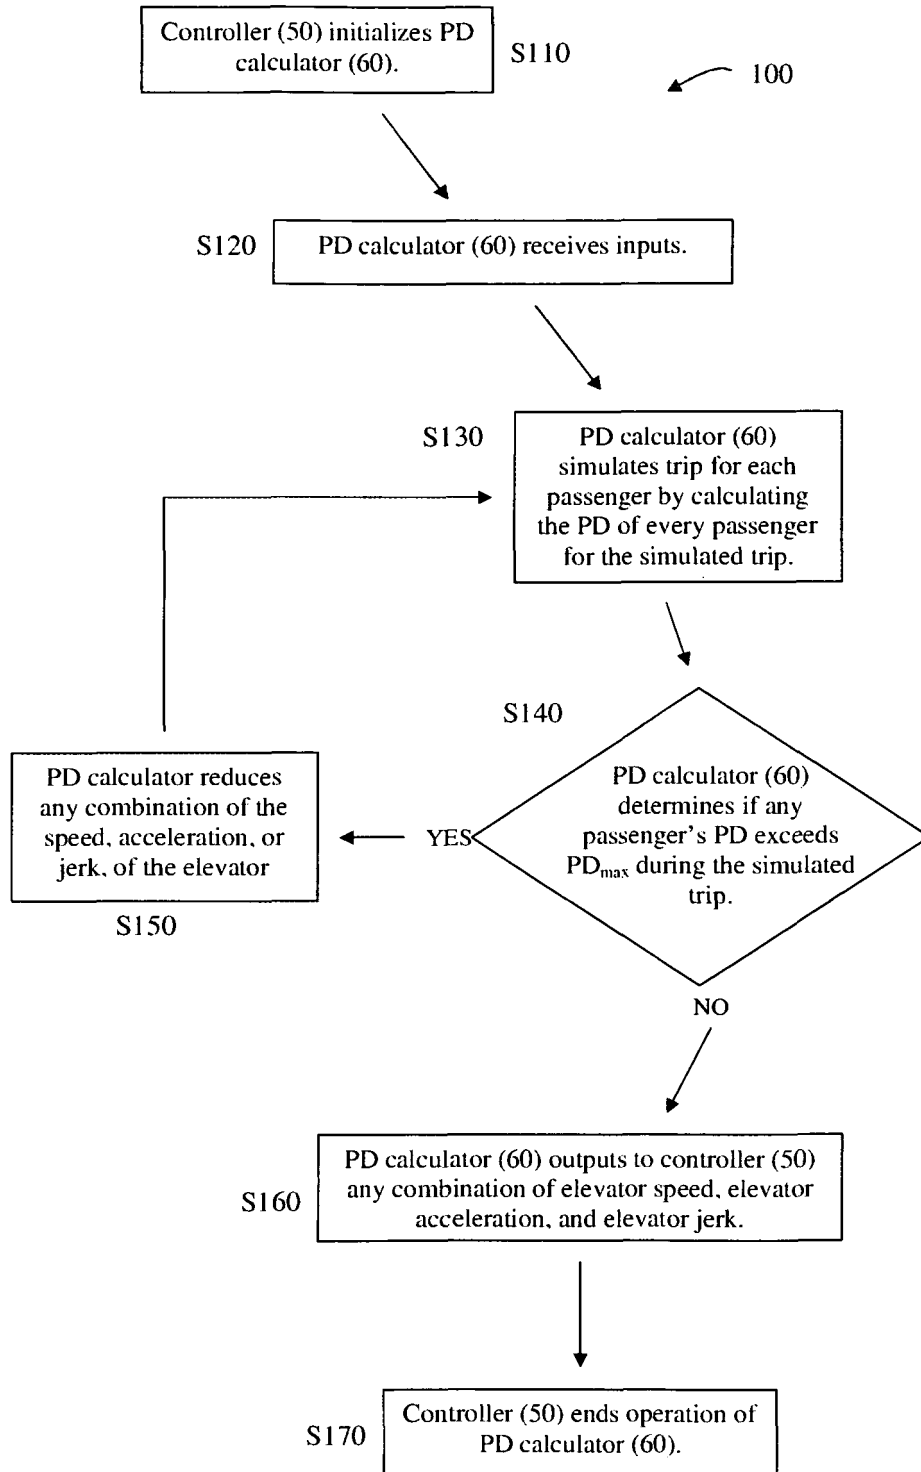 Controller (50) initializes PD
calculator (60).
S110
100
S120
PD calculator (60) receives inputs.
S130
PD calculator (60)
simulates trip for each
passenger by calculating
the PD of every passenger
for the simulated trip.
S140
PD calculator (60)
determines if any
passenger's PD exceeds
PDmax during the simulated
trip.
YES
PD calculator reduces
any combination of the
speed, acceleration, or
jerk, of the elevator
S150
NO
S160
PD calculator (60) outputs to controller (50)
any combination of elevator speed, elevator
acceleration, and elevator jerk.
S170
Controller (50) ends operation of
PD calculator (60).